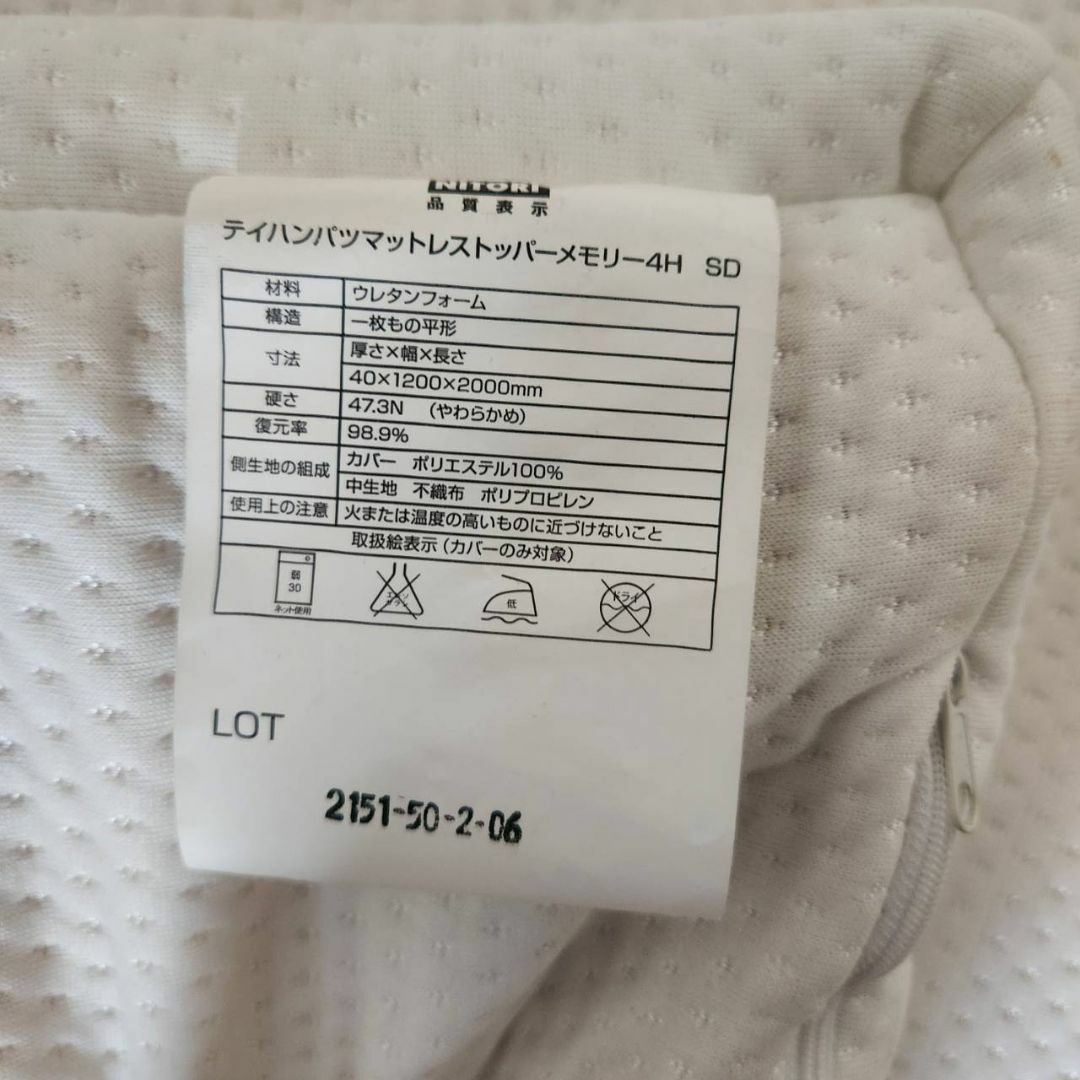 NITORI
品質表示
テイハンパツマットレストッパーメモリー4H SD
材料 ウレタンフォーム
構造 一枚もの平形
寸法 厚さ×幅×長さ
40×1200×2000mm
硬さ 47.3N (やわらかめ)
復元率 98.9%
側生地の組成 カバー ポリエステル100%
中生地 不織布 ポリプロピレン
使用上の注意 火または温度の高いものに近づけないこと
取扱絵表示(カバーのみ対象)
弱 30 ネット使用 エンソサラシ 低 ドライ
LOT
2151-50-2-06